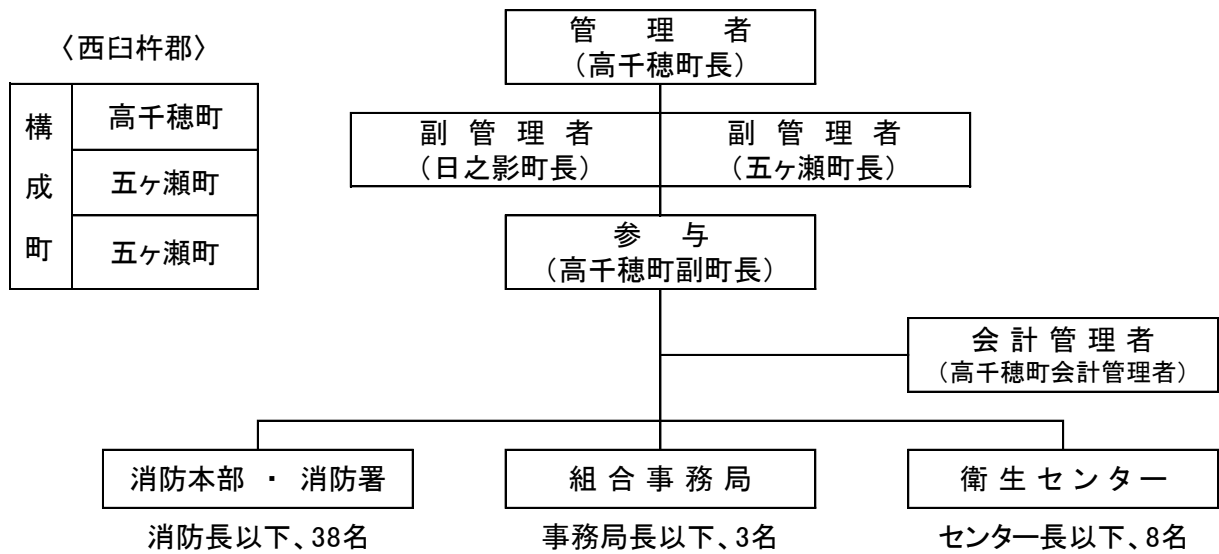 〈西臼杵郡〉
構成町
高千穂町
五ヶ瀬町
五ヶ瀬町
管理者
（高千穂町長）
副管理者
（日之影町長）
副管理者
（五ヶ瀬町長）
参与
（高千穂町副町長）
会計管理者
（高千穂町会計管理者）
消防本部 ・ 消防署
消防長以下、38名
組合事務局
事務局長以下、3名
衛生センター
センター長以下、8名